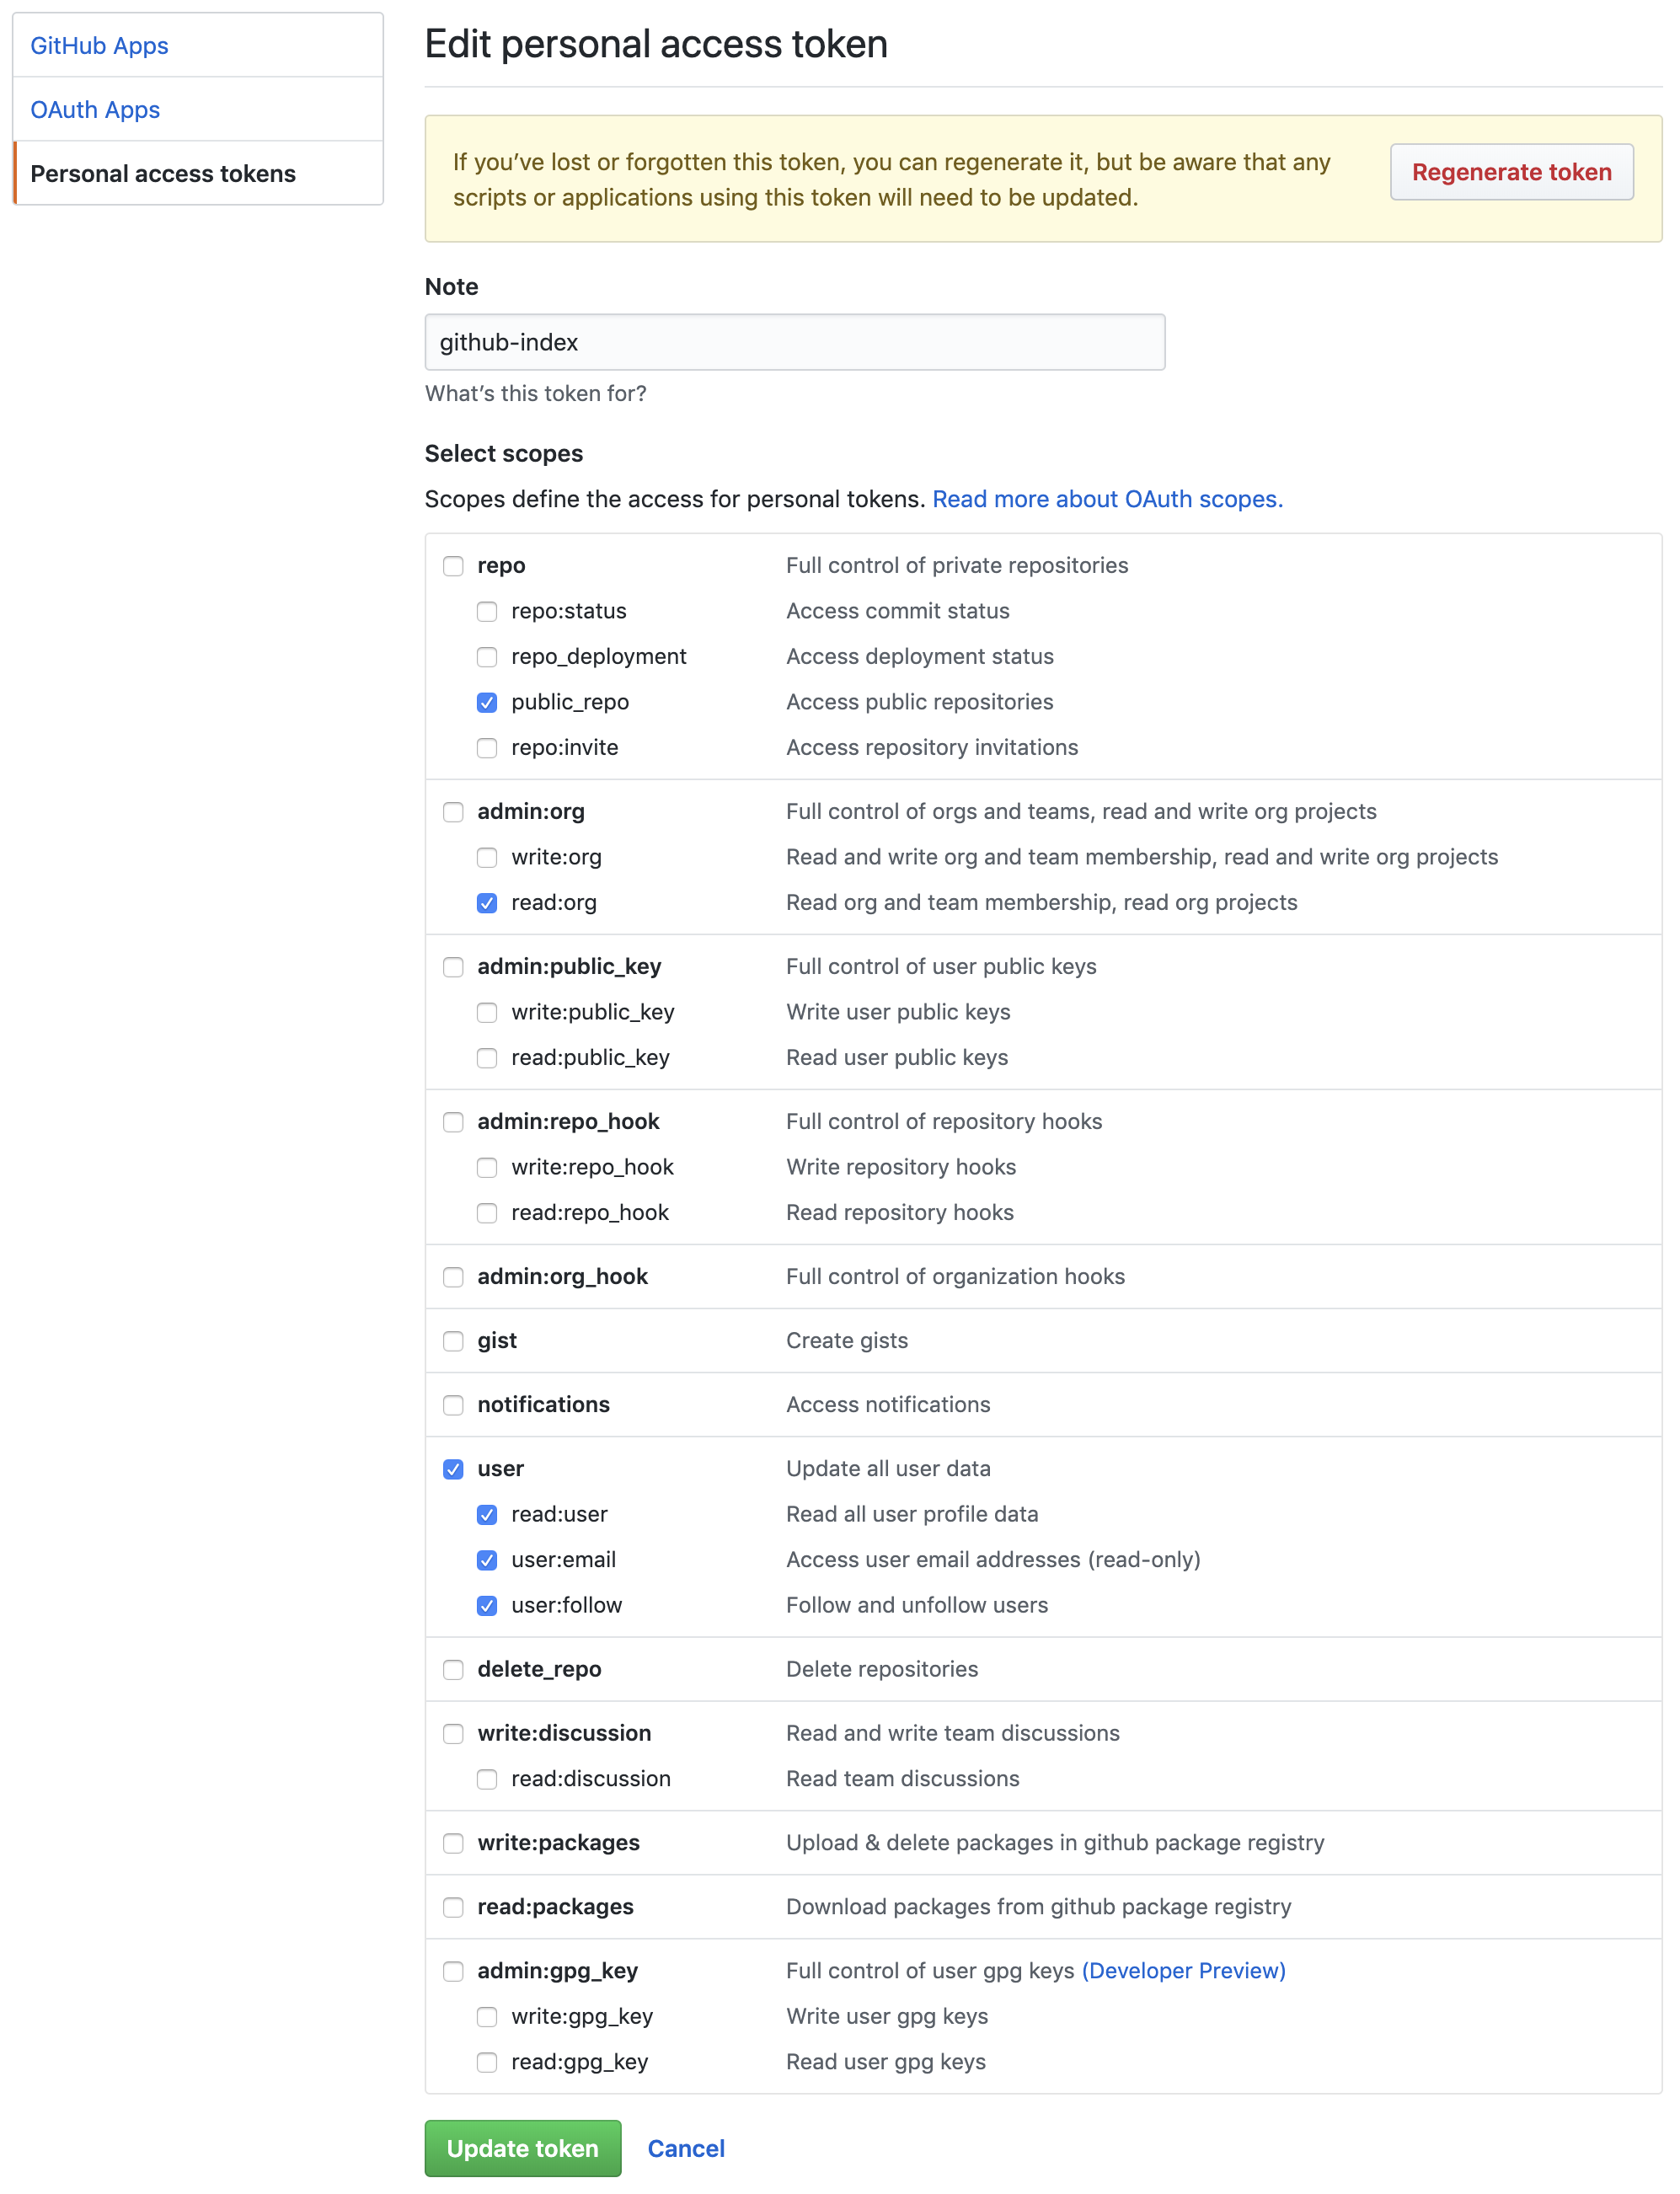 GitHub Apps
OAuth Apps
Personal access tokens
Edit personal access token
If you’ve lost or forgotten this token, you can regenerate it, but be aware that any
scripts or applications using this token will need to be updated.
Regenerate token
Note
github-index
What’s this token for?
Select scopes
Scopes define the access for personal tokens. Read more about OAuth scopes.
repo Full control of private repositories
repo:status Access commit status
repo_deployment Access deployment status
public_repo Access public repositories
repo:invite Access repository invitations
admin:org Full control of orgs and teams, read and write org projects
write:org Read and write org and team membership, read and write org projects
read:org Read org and team membership, read org projects
admin:public_key Full control of user public keys
write:public_key Write user public keys
read:public_key Read user public keys
admin:repo_hook Full control of repository hooks
write:repo_hook Write repository hooks
read:repo_hook Read repository hooks
admin:org_hook Full control of organization hooks
gist Create gists
notifications Access notifications
user Update all user data
read:user Read all user profile data
user:email Access user email addresses (read-only)
user:follow Follow and unfollow users
delete_repo Delete repositories
write:discussion Read and write team discussions
read:discussion Read team discussions
write:packages Upload & delete packages in github package registry
read:packages Download packages from github package registry
admin:gpg_key Full control of user gpg keys (Developer Preview)
write:gpg_key Write user gpg keys
read:gpg_key Read user gpg keys
Update token Cancel